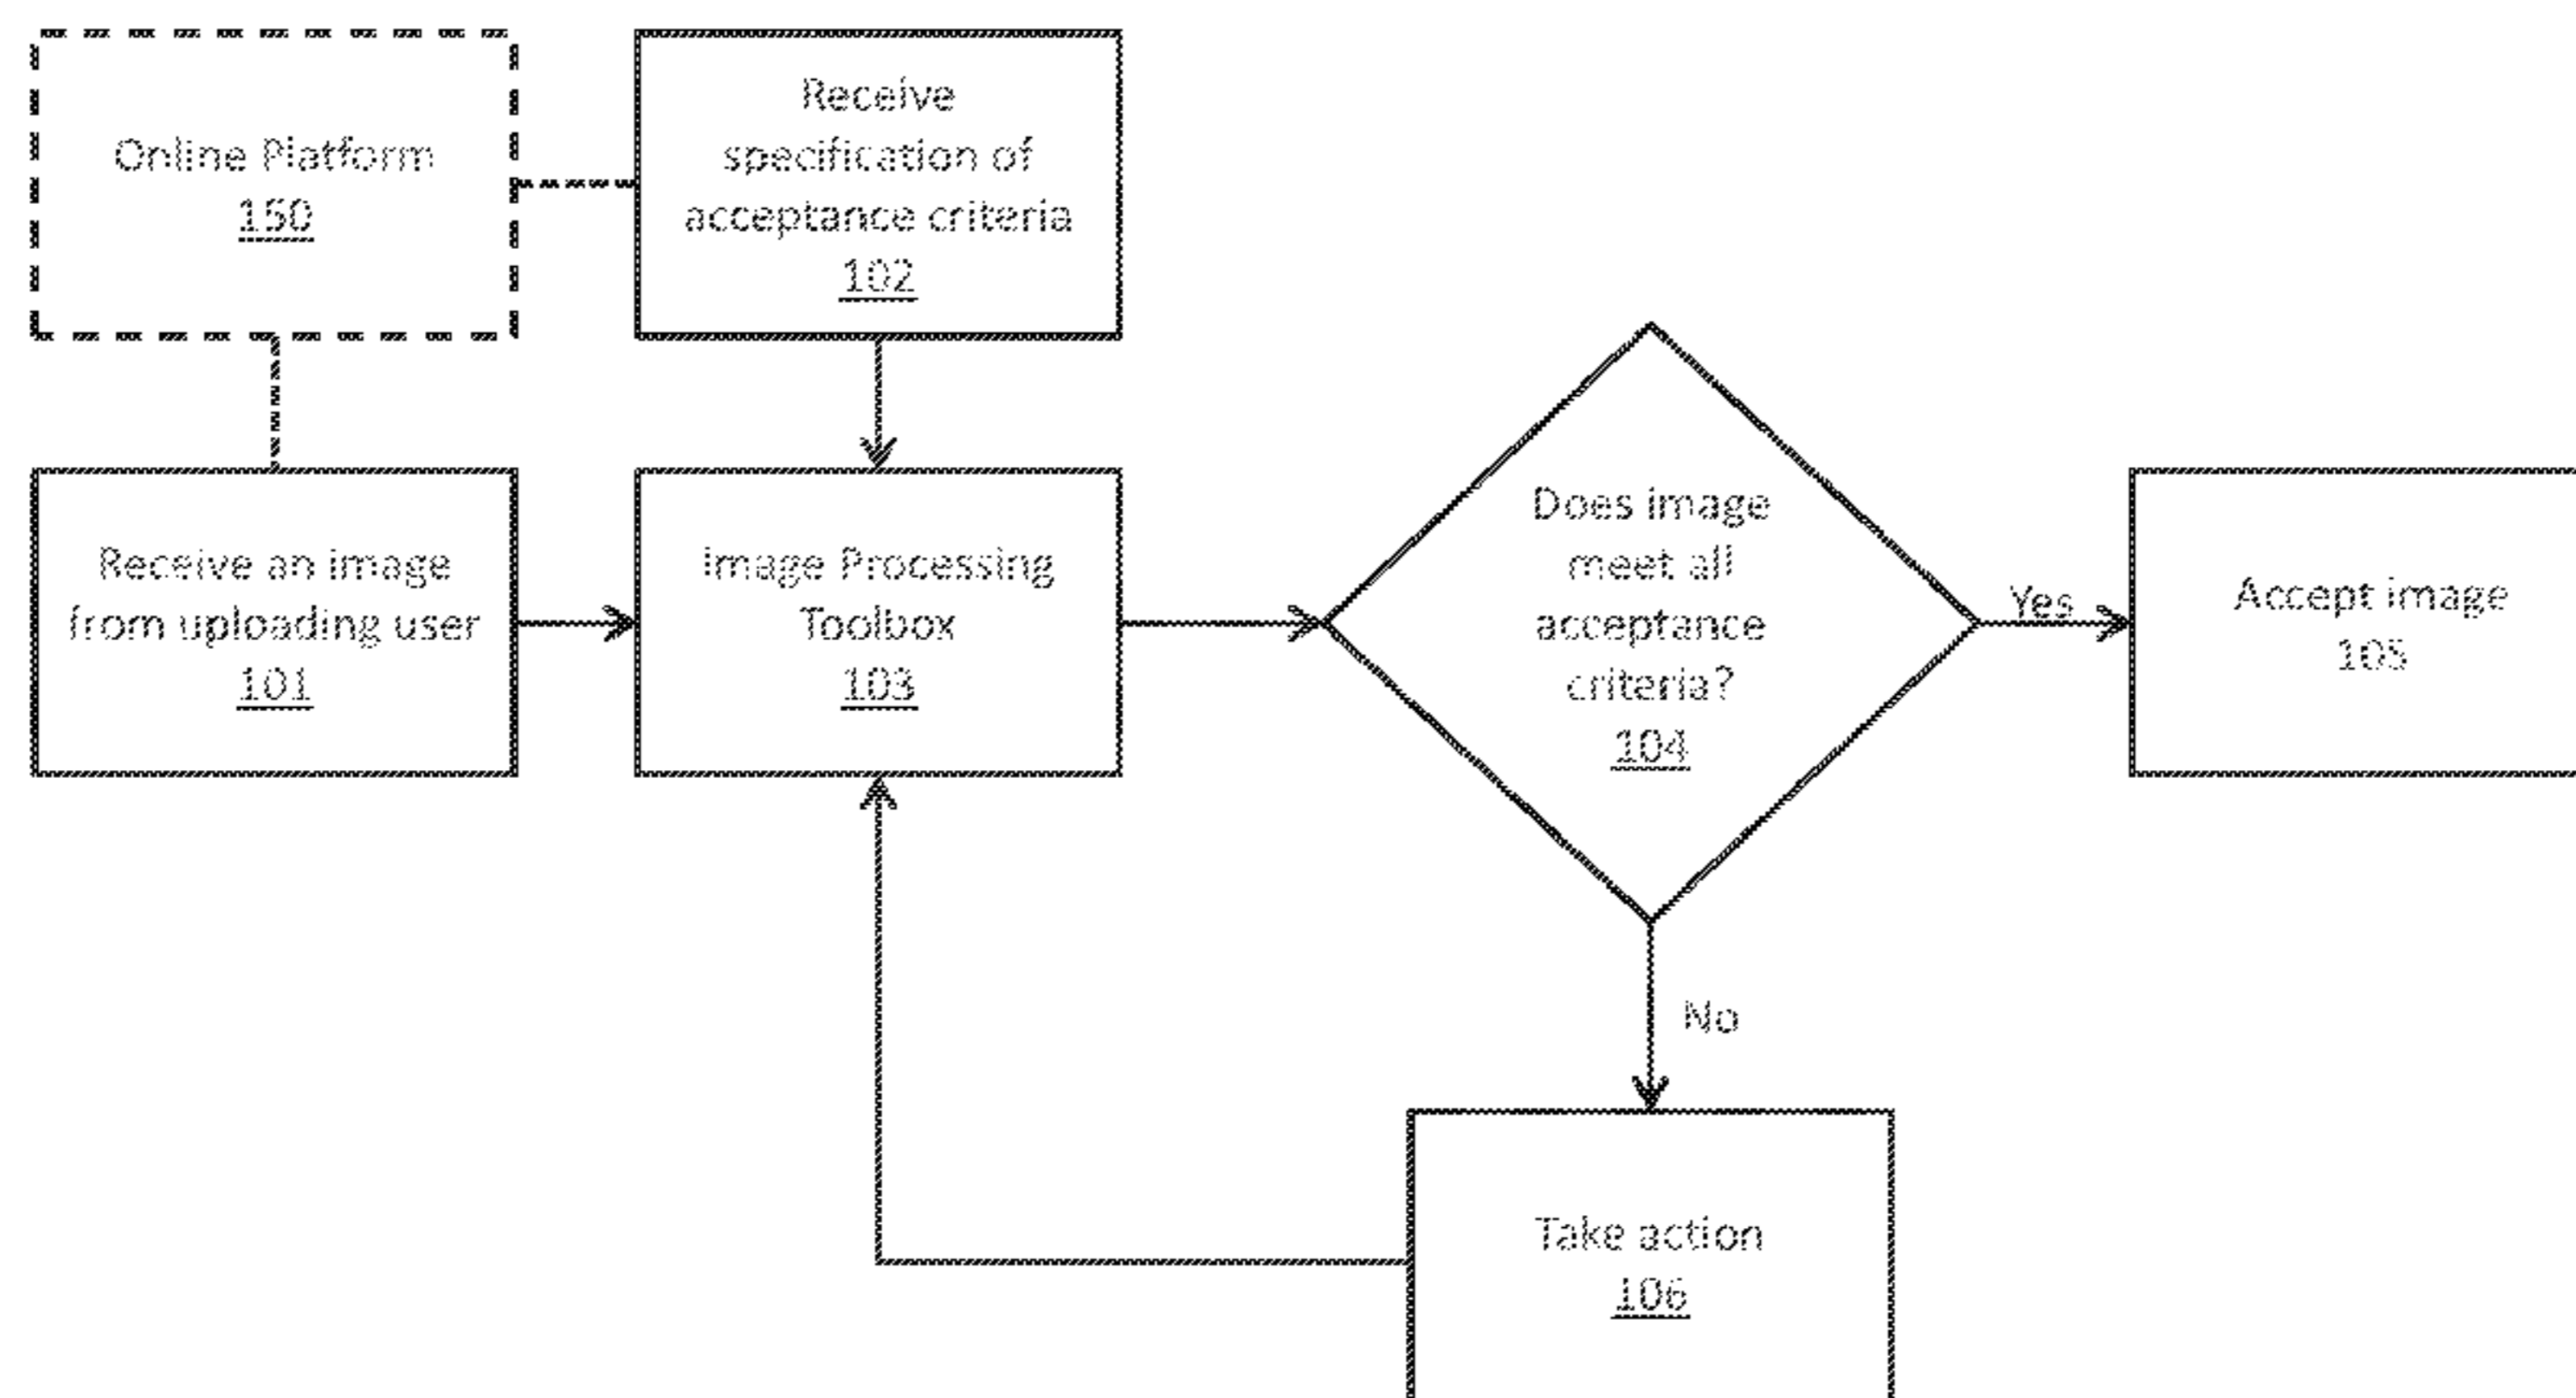 Online Platform
150
Receive
specification of
acceptance criteria
102
Receive an image
from uploading user
101
Image Processing
Toolbox
103
Does image
meet all
acceptance
criteria?
104
Yes
Accept image
105
No
Take action
106